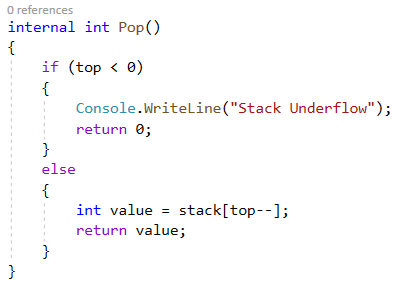 0 references
internal int Pop()
{
    if (top < 0)
    {
        Console.WriteLine("Stack Underflow");
        return 0;
    }
    else
    {
        int value = stack[top--];
        return value;
    }
}